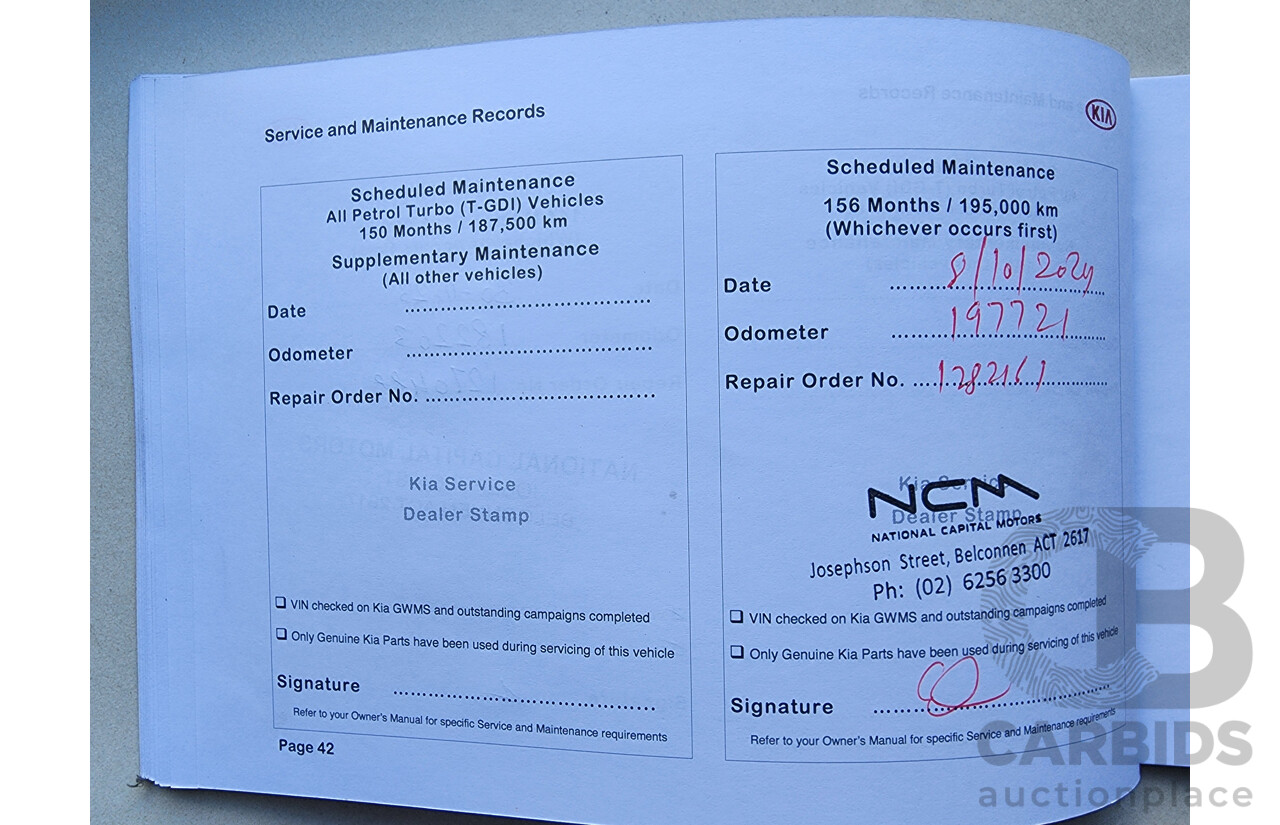 Service and Maintenance Records
KIA
Scheduled Maintenance
All Petrol Turbo (T-GDI) Vehicles
150 Months / 187,500 km
Supplementary Maintenance
(All other vehicles)
Date
Odometer
Repair Order No.
Kia Service
Dealer Stamp
❑ VIN checked on Kia GWMS and outstanding campaigns completed
❑ Only Genuine Kia Parts have been used during servicing of this vehicle
Signature
Refer to your Owner's Manual for specific Service and Maintenance requirements
Page 42
Scheduled Maintenance
156 Months / 195,000 km
(Whichever occurs first)
Date 8/10/2024
Odometer 197721
Repair Order No. 1282161
Kia Service
Dealer Stamp
NCM
NATIONAL CAPITAL MOTORS
Josephson Street, Belconnen ACT 2617
Ph: (02) 6256 3300
❑ VIN checked on Kia GWMS and outstanding campaigns completed
❑ Only Genuine Kia Parts have been used during servicing of this vehicle
Signature
Refer to your Owner's Manual for specific Service and Maintenance requirements
CARBIDS
auctionplace